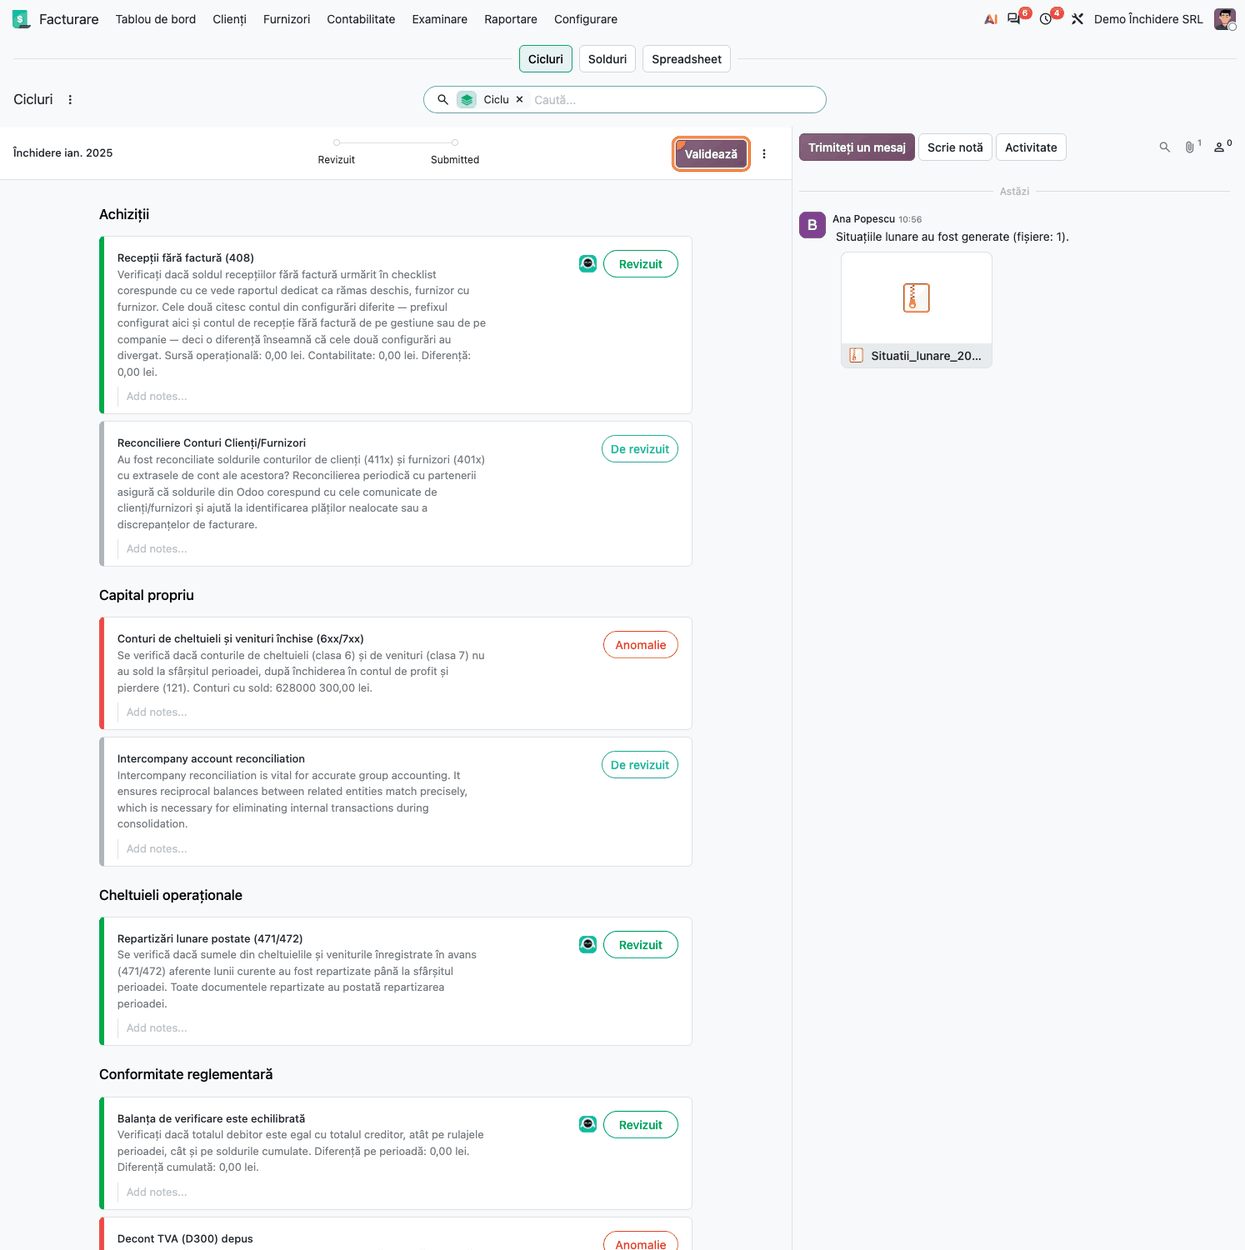 Facturare
Tablou de bord
Clienți
Furnizori
Contabilitate
Examinare
Raportare
Configurare
AI
6
4
Demo Închidere SRL
Cicluri
Solduri
Spreadsheet
Cicluri
Ciclu
Caută...
Închidere ian. 2025
Revizuit
Submitted
Validează
Trimiteți un mesaj
Scrie notă
Activitate
1
0
Astăzi
B
Ana Popescu 10:56
Situațiile lunare au fost generate (fișiere: 1).
Situatii_lunare_20...
Achiziții
Recepții fără factură (408)
Revizuit
Verificați dacă soldul recepțiilor fără factură urmărit în checklist
corespunde cu ce vede raportul dedicat ca rămas deschis, furnizor cu
furnizor. Cele două citesc contul din configurări diferite — prefixul
configurat aici și contul de recepție fără factură de pe gestiune sau de pe
companie — deci o diferență înseamnă că cele două configurări au
divergat. Sursă operațională: 0,00 lei. Contabilitate: 0,00 lei. Diferență:
0,00 lei.
Add notes...
Reconciliere Conturi Clienți/Furnizori
De revizuit
Au fost reconciliate soldurile conturilor de clienți (411x) și furnizori (401x)
cu extrasele de cont ale acestora? Reconcilierea periodică cu partenerii
asigură că soldurile din Odoo corespund cu cele comunicate de
clienți/furnizori și ajută la identificarea plăților nealocate sau a
discrepanțelor de facturare.
Add notes...
Capital propriu
Conturi de cheltuieli și venituri închise (6xx/7xx)
Anomalie
Se verifică dacă conturile de cheltuieli (clasa 6) și de venituri (clasa 7) nu
au sold la sfârșitul perioadei, după închiderea în contul de profit și
pierdere (121). Conturi cu sold: 628000 300,00 lei.
Add notes...
Intercompany account reconciliation
De revizuit
Intercompany reconciliation is vital for accurate group accounting. It
ensures reciprocal balances between related entities match precisely,
which is necessary for eliminating internal transactions during
consolidation.
Add notes...
Cheltuieli operaționale
Repartizări lunare postate (471/472)
Revizuit
Se verifică dacă sumele din cheltuielile și veniturile înregistrate în avans
(471/472) aferente lunii curente au fost repartizate până la sfârșitul
perioadei. Toate documentele repartizate au postată repartizarea
perioadei.
Add notes...
Conformitate reglementară
Balanța de verificare este echilibrată
Revizuit
Verificați dacă totalul debitor este egal cu totalul creditor, atât pe rulajele
perioadei, cât și pe soldurile cumulate. Diferență pe perioadă: 0,00 lei.
Diferență cumulată: 0,00 lei.
Add notes...
Decont TVA (D300) depus
Anomalie